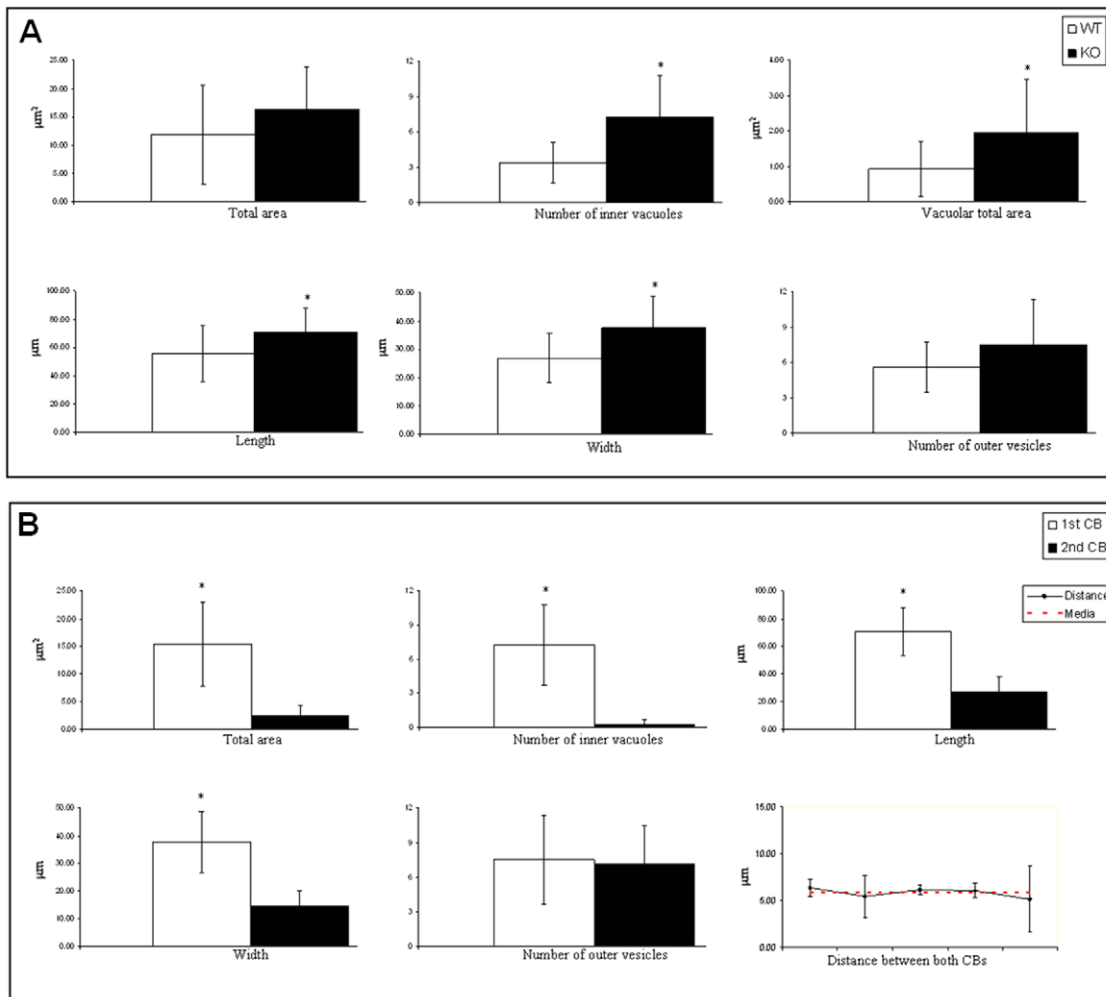 A
WT
KO
25.00
20.00
15.00
10.00
5.00
0.00
µm²
Total area
12
9
6
3
0
*
Number of inner vacuoles
4.00
3.00
2.00
1.00
0.00
µm²
*
Vacuolar total area
100.00
80.00
60.00
40.00
20.00
0.00
µm
*
Length
50.00
40.00
30.00
20.00
10.00
0.00
µm
*
Width
12
9
6
3
0
Number of outer vesicles
B
1st CB
2nd CB
25.00
20.00
15.00
10.00
5.00
0.00
µm²
*
Total area
12
9
6
3
0
*
Number of inner vacuoles
100.00
80.00
60.00
40.00
20.00
0.00
µm
*
Length
Distance
Media
50.00
40.00
30.00
20.00
10.00
0.00
µm
*
Width
12
9
6
3
0
Number of outer vesicles
15.00
10.00
5.00
0.00
µm
Distance between both CBs